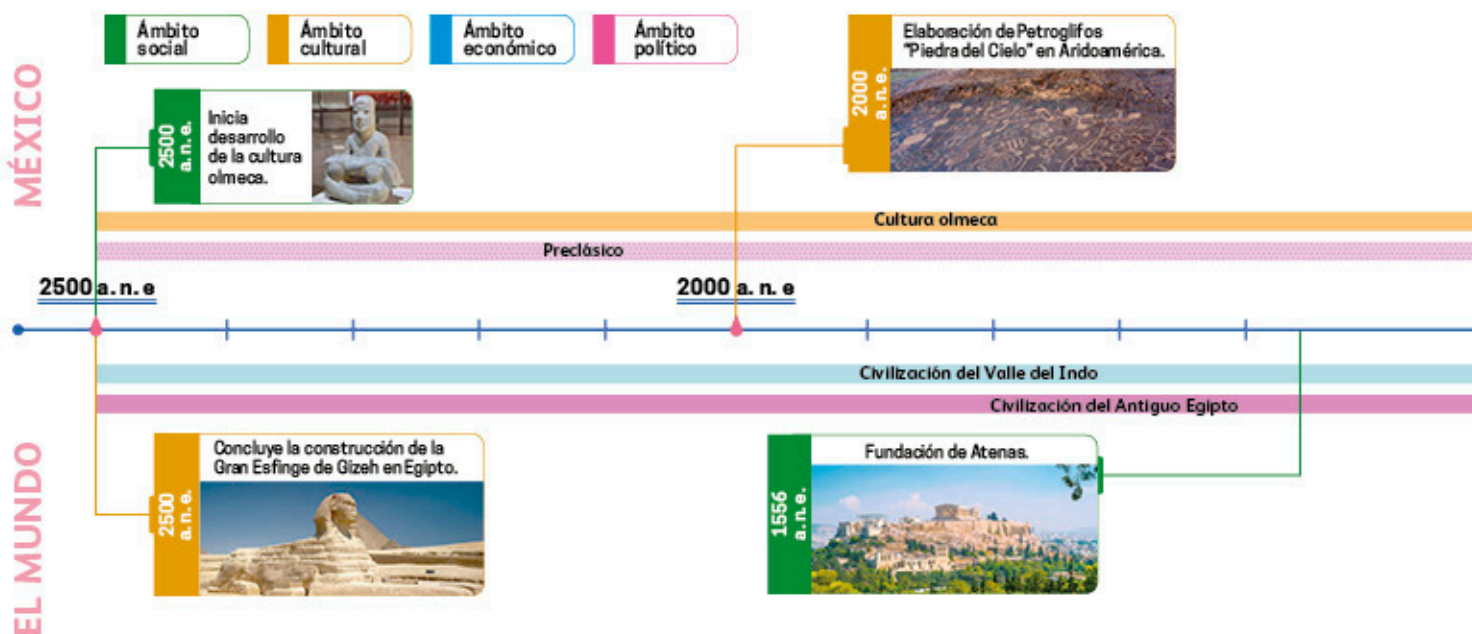 Ámbito
social
Ámbito
cultural
Ámbito
económico
Ámbito
político
MÉXICO
2500
a. n. e.
Inicia
desarrollo
de la cultura
olmeca.
2000
a. n. e.
Elaboración de Petroglifos
"Piedra del Cielo" en Aridoamérica.
Cultura olmeca
Preclásico
2500 a. n. e
2000 a. n. e
Civilización del Valle del Indo
Civilización del Antiguo Egipto
EL MUNDO
2500
a. n. e.
Concluye la construcción de la
Gran Esfinge de Gizeh en Egipto.
1556
a. n. e.
Fundación de Atenas.